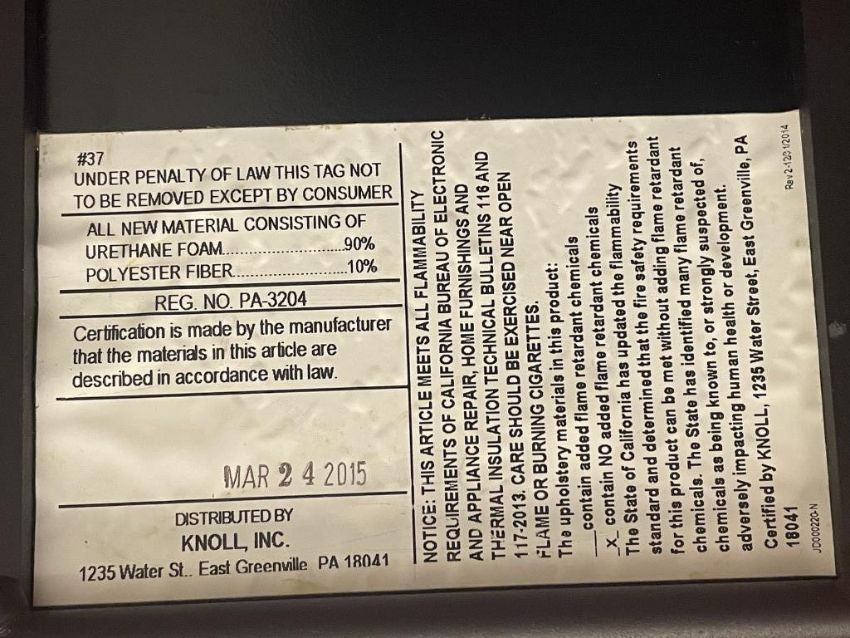 #37
UNDER PENALTY OF LAW THIS TAG NOT
TO BE REMOVED EXCEPT BY CONSUMER
ALL NEW MATERIAL CONSISTING OF
URETHANE FOAM........................90%
POLYESTER FIBER......................10%
REG. NO. PA-3204
Certification is made by the manufacturer
that the materials in this article are
described in accordance with law.
MAR 24 2015
DISTRIBUTED BY
KNOLL, INC.
1235 Water St.. East Greenville PA 18041
NOTICE: THIS ARTICLE MEETS ALL FLAMMABILITY
REQUIREMENTS OF CALIFORNIA BUREAU OF ELECTRONIC
AND APPLIANCE REPAIR, HOME FURNISHINGS AND
THERMAL INSULATION TECHNICAL BULLETINS 116 AND
117-2013. CARE SHOULD BE EXERCISED NEAR OPEN
FLAME OR BURNING CIGARETTES.
The upholstery materials in this product:
___contain added flame retardant chemicals
_X_ contain NO added flame retardant chemicals
The State of California has updated the flammability
standard and determined that the fire safety requirements
for this product can be met without adding flame retardant
chemicals. The State has identified many flame retardant
chemicals as being known to, or strongly suspected of,
adversely impacting human health or development.
Certified by KNOLL, 1235 Water Street, East Greenville, PA
18041
JD000220-N